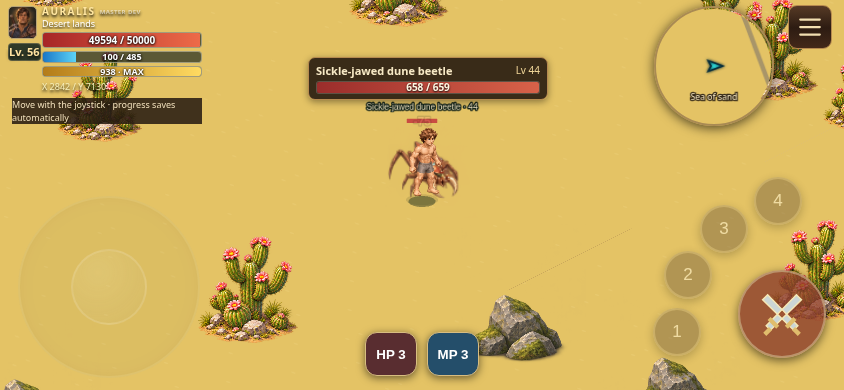 AURALIS MASTER DEV
Desert lands
49594 / 50000
Lv. 56
100 / 485
938 · MAX
Move with the joystick · progress saves
automatically
Sickle-jawed dune beetle Lv 44
658 / 659
Sickle-jawed dune beetle · 44
Sea of sand
4
3
2
1
HP 3
MP 3